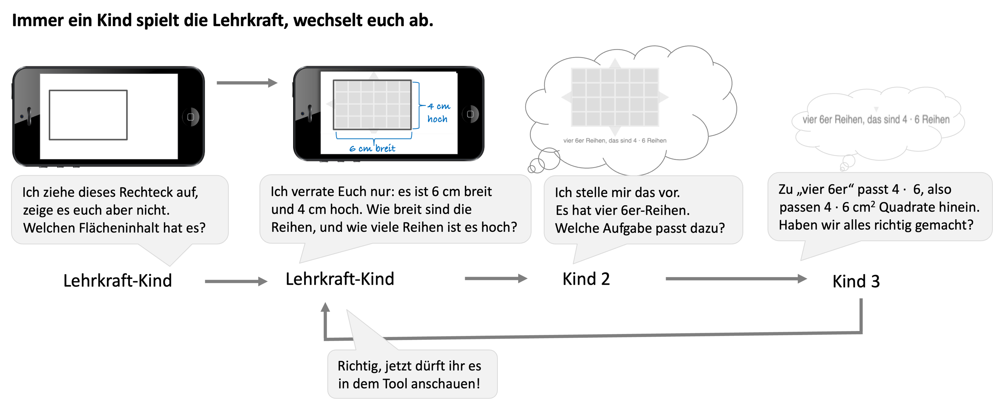 Immer ein Kind spielt die Lehrkraft, wechselt euch ab.
4 cm
hoch
6 cm breit
vier 6er Reihen, das sind 4 · 6 Reihen
vier 6er Reihen, das sind 4 · 6 Reihen
Ich ziehe dieses Rechteck auf,
zeige es euch aber nicht.
Welchen Flächeninhalt hat es?
Ich verrate Euch nur: es ist 6 cm breit
und 4 cm hoch. Wie breit sind die
Reihen, und wie viele Reihen ist es hoch?
Ich stelle mir das vor.
Es hat vier 6er-Reihen.
Welche Aufgabe passt dazu?
Zu „vier 6er“ passt 4 · 6, also
passen 4 · 6 cm² Quadrate hinein.
Haben wir alles richtig gemacht?
Lehrkraft-Kind
Lehrkraft-Kind
Kind 2
Kind 3
Richtig, jetzt dürft ihr es
in dem Tool anschauen!